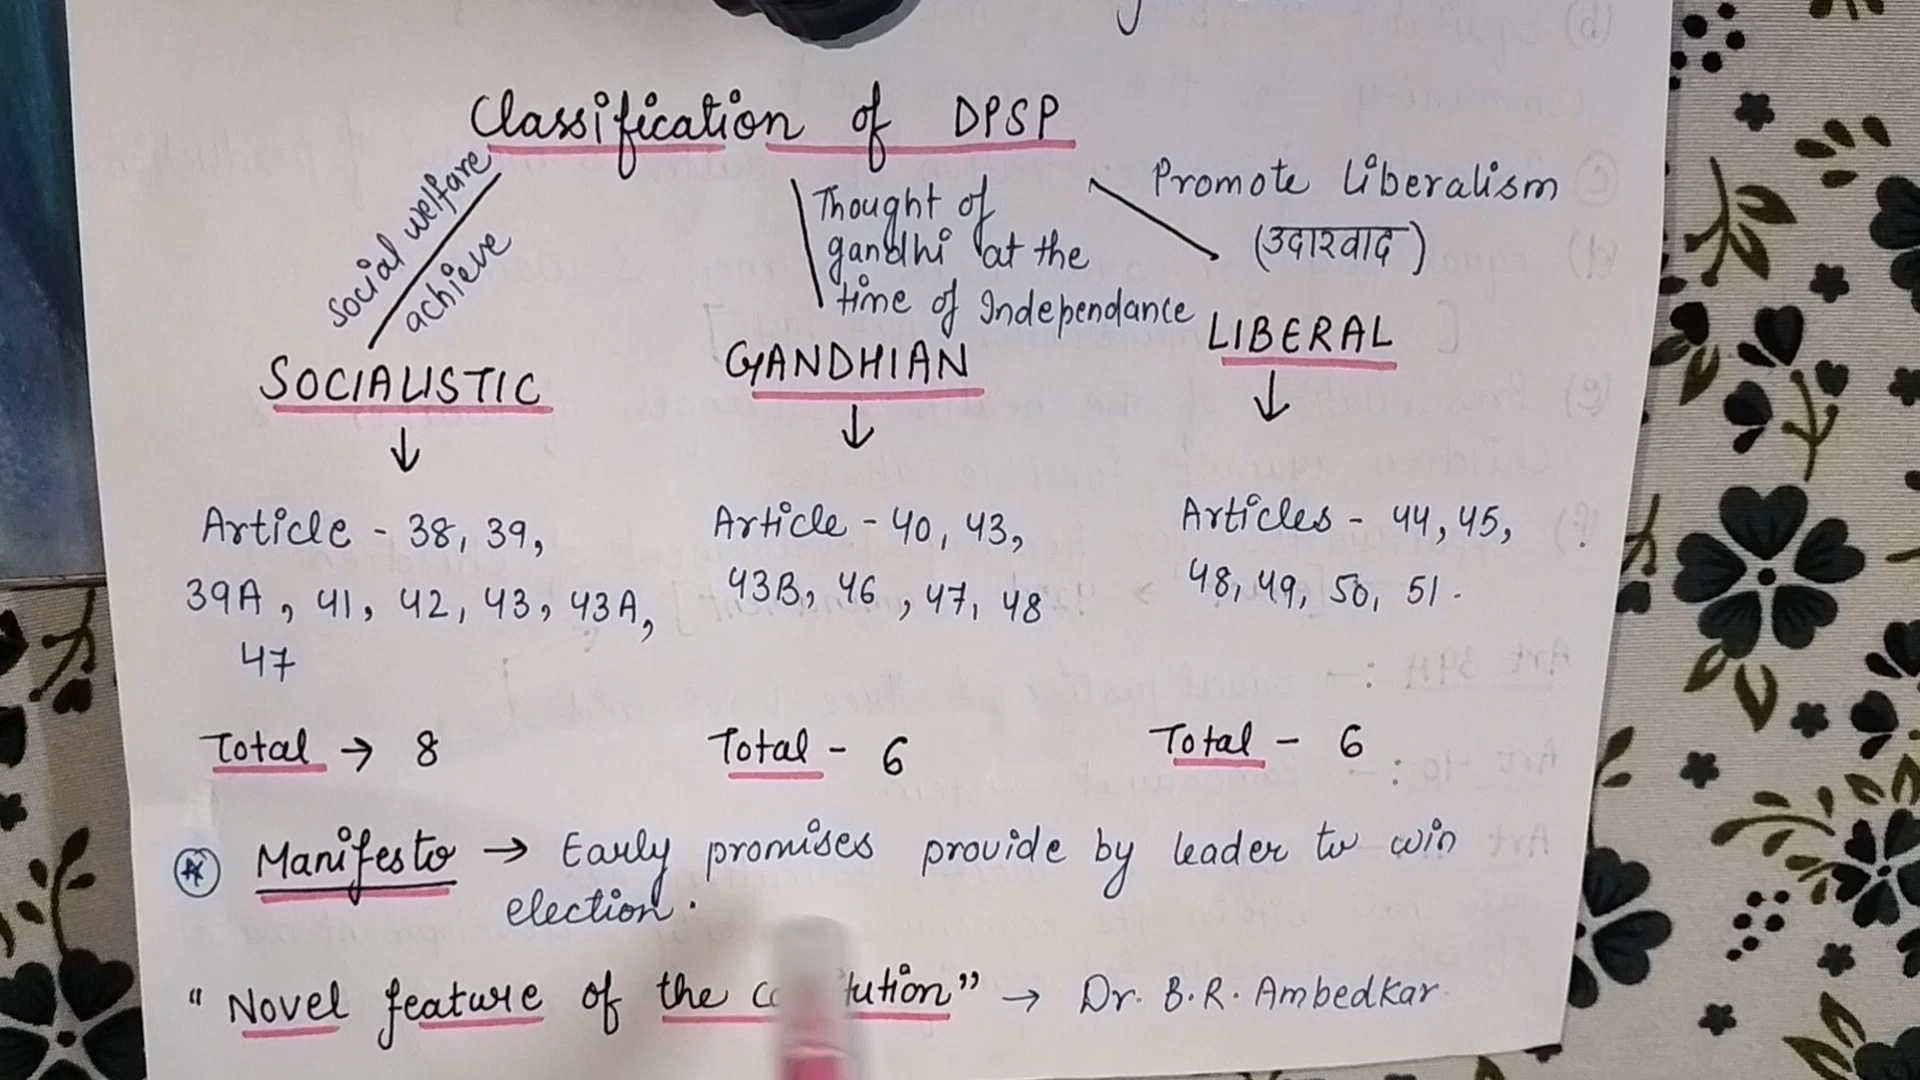 Classification of DPSP
social welfare
achieve
Thought of
gandhi at the
time of Independance
Promote Liberalism
(उदारवाद)
SOCIALISTIC
GANDHIAN
LIBERAL
Article - 38, 39,
39A, 41, 42, 43, 43A,
47
Article - 40, 43,
43B, 46, 47, 48
Articles - 44, 45,
48, 49, 50, 51.
Total → 8
Total - 6
Total - 6
Manifesto → Early promises provide by leader to win
election.
"Novel feature of the tution" → Dr. B.R. Ambedkar